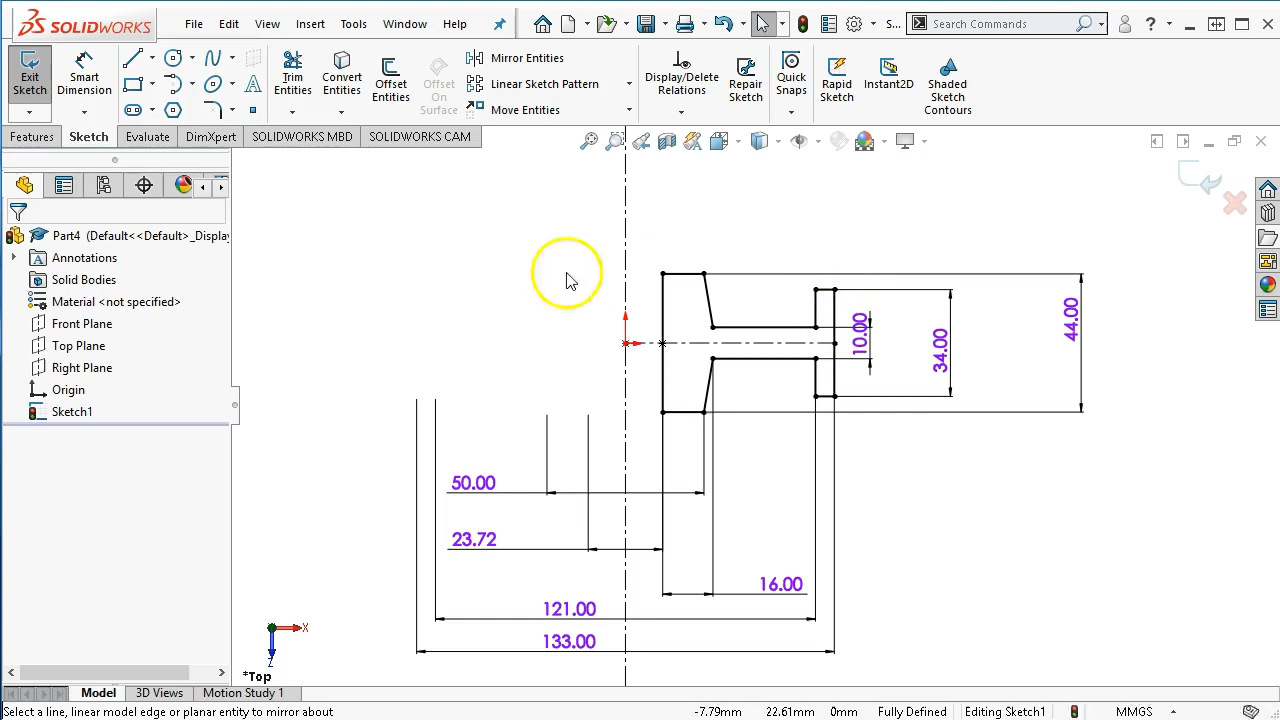 SOLIDWORKS File Edit View Insert Tools Window Help S... Search Commands ?
Exit Sketch Smart Dimension Trim Entities Convert Entities Offset Entities Offset On Surface Mirror Entities Linear Sketch Pattern Move Entities Display/Delete Relations Repair Sketch Quick Snaps Rapid Sketch Instant2D Shaded Sketch Contours
Features Sketch Evaluate DimXpert SOLIDWORKS MBD SOLIDWORKS CAM
Part4 (Default<<Default>_Display
Annotations
Solid Bodies
Material <not specified>
Front Plane
Top Plane
Right Plane
Origin
Sketch1
10.00
34.00
44.00
50.00
23.72
16.00
121.00
133.00
X
Z
*Top
Model 3D Views Motion Study 1
Select a line, linear model edge or planar entity to mirror about -7.79mm 22.61mm 0mm Fully Defined Editing Sketch1 MMGS